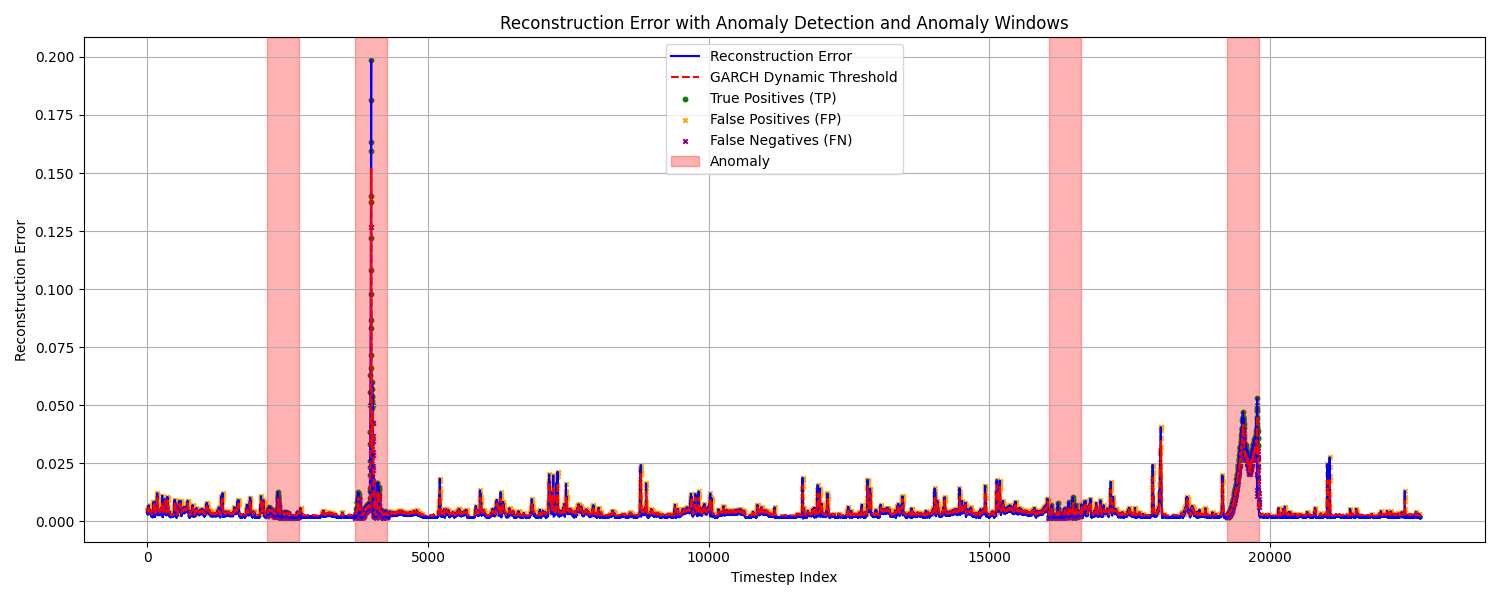 Reconstruction Error with Anomaly Detection and Anomaly Windows
Reconstruction Error
GARCH Dynamic Threshold
True Positives (TP)
False Positives (FP)
False Negatives (FN)
Anomaly
Reconstruction Error
0.200
0.175
0.150
0.125
0.100
0.075
0.050
0.025
0.000
0 5000 10000 15000 20000
Timestep Index